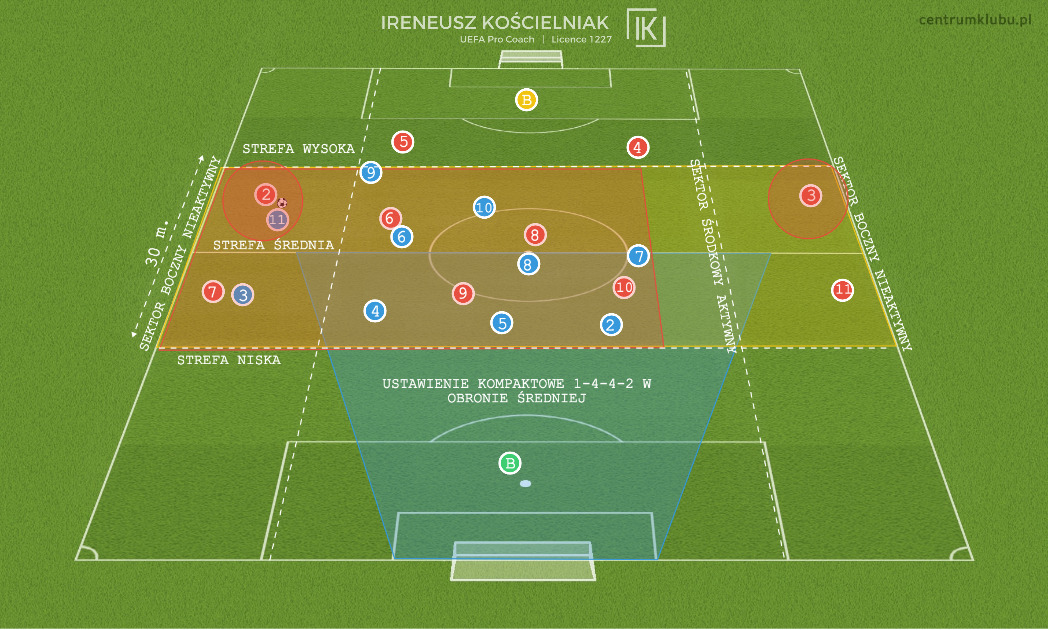 IRENEUSZ KOŚCIELNIAK
UEFA Pro Coach | Licence 1227
IK
centrumklubu.pl
B
5
4
STREFA WYSOKA
9
2
3
11
10
6
6
8
STREFA ŚREDNIA
7
8
30 m.
SEKTOR BOCZNY NIEAKTYWNY
SEKTOR ŚRODKOWY AKTYWNY
SEKTOR BOCZNY NIEAKTYWNY
7
3
9
10
11
4
5
2
STREFA NISKA
USTAWIENIE KOMPAKTOWE 1-4-4-2 W
OBRONIE ŚREDNIEJ
B